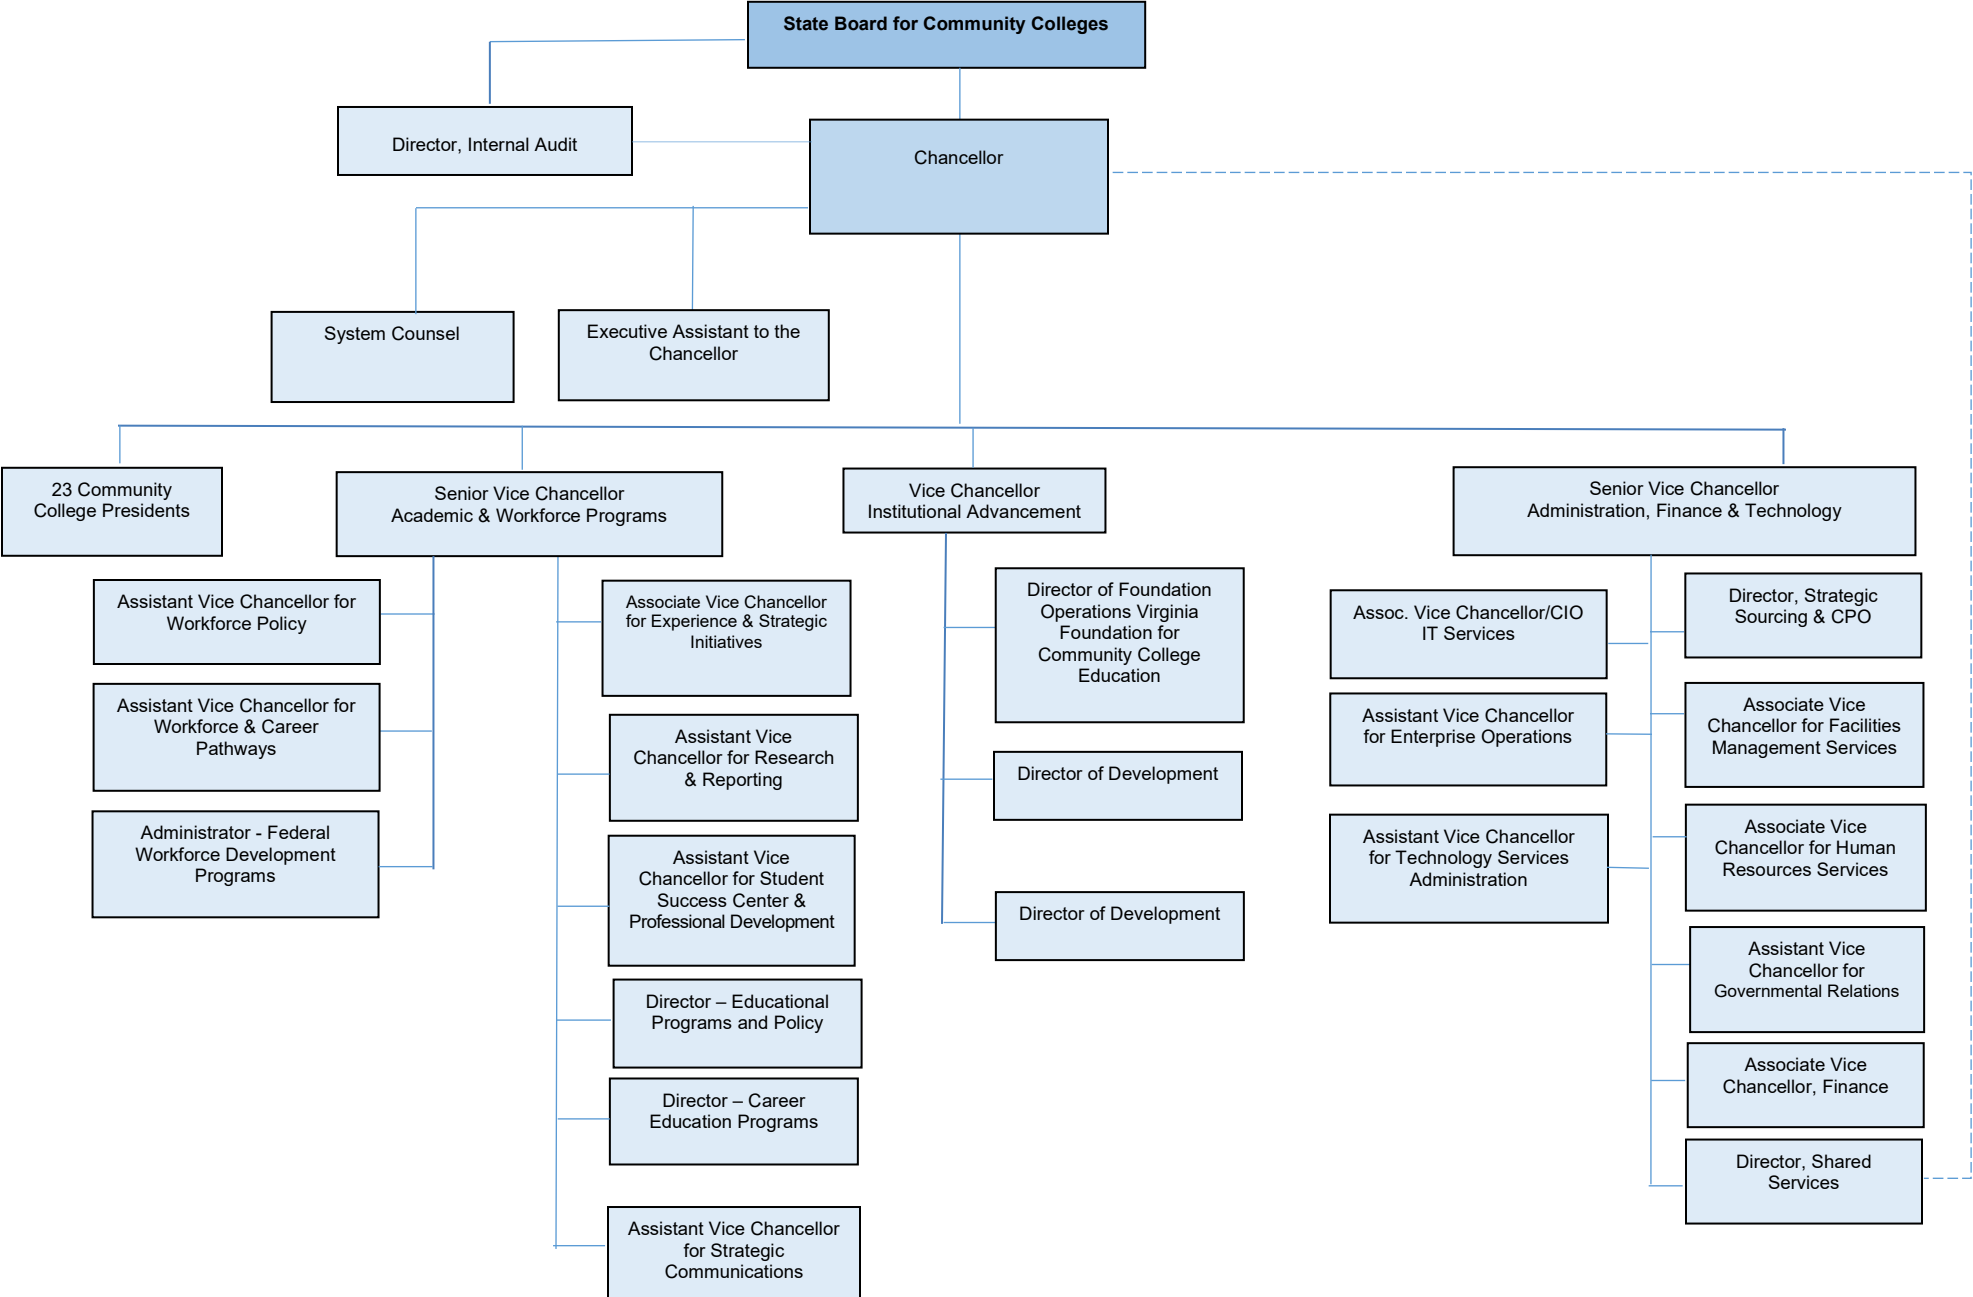 State Board for Community Colleges
Director, Internal Audit
Chancellor
System Counsel
Executive Assistant to the
Chancellor
23 Community
College Presidents
Senior Vice Chancellor
Academic & Workforce Programs
Vice Chancellor
Institutional Advancement
Senior Vice Chancellor
Administration, Finance & Technology
Assistant Vice Chancellor for
Workforce Policy
Assistant Vice Chancellor for
Workforce & Career
Pathways
Administrator - Federal
Workforce Development
Programs
Associate Vice Chancellor
for Experience & Strategic
Initiatives
Assistant Vice
Chancellor for Research
& Reporting
Assistant Vice
Chancellor for Student
Success Center &
Professional Development
Director – Educational
Programs and Policy
Director – Career
Education Programs
Assistant Vice Chancellor
for Strategic
Communications
Director of Foundation
Operations Virginia
Foundation for
Community College
Education
Director of Development
Director of Development
Assoc. Vice Chancellor/CIO
IT Services
Assistant Vice Chancellor
for Enterprise Operations
Assistant Vice Chancellor
for Technology Services
Administration
Director, Strategic
Sourcing & CPO
Associate Vice
Chancellor for Facilities
Management Services
Associate Vice
Chancellor for Human
Resources Services
Assistant Vice
Chancellor for
Governmental Relations
Associate Vice
Chancellor, Finance
Director, Shared
Services